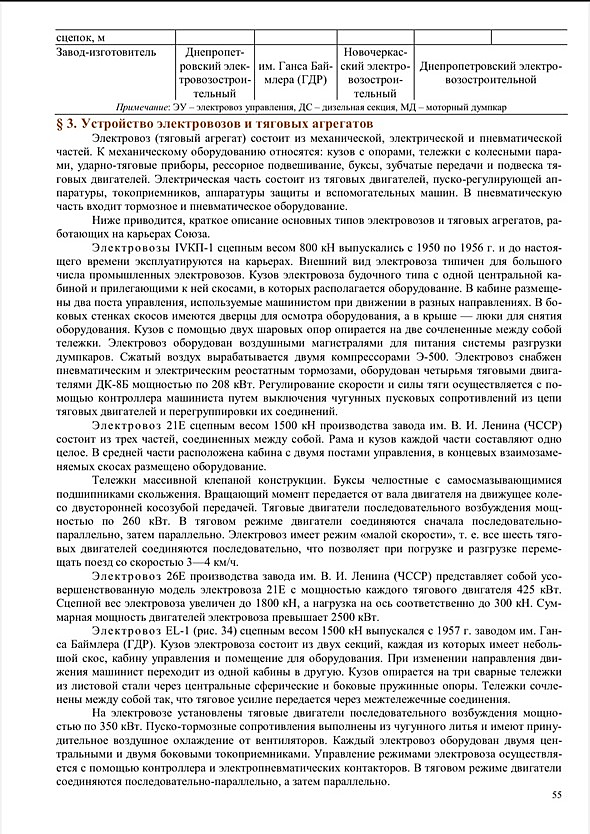 сцепок, м
Завод-изготовитель
Днепропет-
ровский элек-
тровозострои-
тельный
им. Ганса Бай-
млера (ГДР)
Новочеркас-
ский электро-
возострои-
тельный
Днепропетровский электро-
возостроительной
Примечание: ЭУ – электровоз управления, ДС – дизельная секция, МД – моторный думпкар
§ 3. Устройство электровозов и тяговых агрегатов
Электровоз (тяговый агрегат) состоит из механической, электрической и пневматической
частей. К механическому оборудованию относятся: кузов с опорами, тележки с колесными пара-
ми, ударно-тяговые приборы, рессорное подвешивание, буксы, зубчатые передачи и подвеска тя-
говых двигателей. Электрическая часть состоит из тяговых двигателей, пуско-регулирующей ап-
паратуры, токоприемников, аппаратуры защиты и вспомогательных машин. В пневматическую
часть входит тормозное и пневматическое оборудование.
Ниже приводится, краткое описание основных типов электровозов и тяговых агрегатов, ра-
ботающих на карьерах Союза.
Электровозы IVКП-1 сцепным весом 800 кН выпускались с 1950 по 1956 г. и до настоя-
щего времени эксплуатируются на карьерах. Внешний вид электровоза типичен для большого
числа промышленных электровозов. Кузов электровоза будочного типа с одной центральной ка-
биной и прилегающими к ней скосами, в которых располагается оборудование. В кабине размеще-
ны два поста управления, используемые машинистом при движении в разных направлениях. В бо-
ковых стенках скосов имеются дверцы для осмотра оборудования, а в крыше — люки для снятия
оборудования. Кузов с помощью двух шаровых опор опирается на две сочлененные между собой
тележки. Электровоз оборудован воздушными магистралями для питания системы разгрузки
думпкаров. Сжатый воздух вырабатывается двумя компрессорами Э-500. Электровоз снабжен
пневматическим и электрическим реостатным тормозами, оборудован четырьмя тяговыми двига-
телями ДК-8Б мощностью по 208 кВт. Регулирование скорости и силы тяги осуществляется с по-
мощью контроллера машиниста путем выключения чугунных пусковых сопротивлений из цепи
тяговых двигателей и перегруппировки их соединений.
Электровоз 21Е сцепным весом 1500 кН производства завода им. В. И. Ленина (ЧССР)
состоит из трех частей, соединенных между собой. Рама и кузов каждой части составляют одно
целое. В средней части расположена кабина с двумя постами управления, в концевых взаимозаме-
няемых скосах размещено оборудование.
Тележки массивной клепаной конструкции. Буксы челюстные с самосмазывающимися
подшипниками скольжения. Вращающий момент передается от вала двигателя на движущее коле-
со двусторонней косозубой передачей. Тяговые двигатели последовательного возбуждения мощ-
ностью по 260 кВт. В тяговом режиме двигатели соединяются сначала последовательно-
параллельно, затем параллельно. Электровоз имеет режим «малой скорости», т. е. все шесть тяго-
вых двигателей соединяются последовательно, что позволяет при погрузке и разгрузке переме-
щать поезд со скоростью 3—4 км/ч.
Электровоз 26Е производства завода им. В. И. Ленина (ЧССР) представляет собой усо-
вершенствованную модель электровоза 21Е с мощностью каждого тягового двигателя 425 кВт.
Сцепной вес электровоза увеличен до 1800 кН, а нагрузка на ось соответственно до 300 кН. Сум-
марная мощность двигателей электровоза превышает 2500 кВт.
Электровоз EL-1 (рис. 34) сцепным весом 1500 кН выпускался с 1957 г. заводом им. Ган-
са Баймлера (ГДР). Кузов электровоза состоит из двух секций, каждая из которых имеет неболь-
шой скос, кабину управления и помещение для оборудования. При изменении направления дви-
жения машинист переходит из одной кабины в другую. Кузов опирается на три сварные тележки
из листовой стали через центральные сферические и боковые пружинные опоры. Тележки сочле-
нены между собой так, что тяговое усилие передается через межтележечные соединения.
На электровозе установлены тяговые двигатели последовательного возбуждения мощно-
стью по 350 кВт. Пуско-тормозные сопротивления выполнены из чугунного литья и имеют прину-
дительное воздушное охлаждение от вентиляторов. Каждый электровоз оборудован двумя цен-
тральными и двумя боковыми токоприемниками. Управление режимами электровоза осуществля-
ется с помощью контроллера и электропневматических контакторов. В тяговом режиме двигатели
соединяются последовательно-параллельно, а затем параллельно.
55